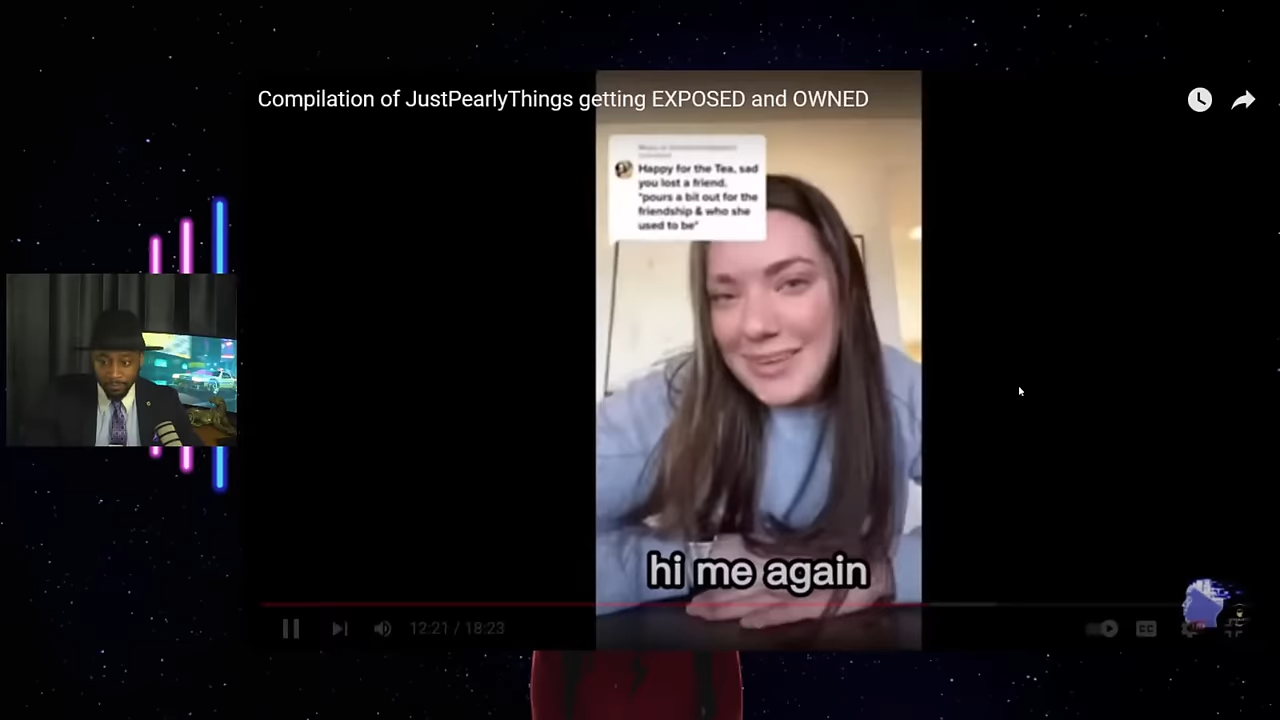 Compilation of JustPearlyThings getting EXPOSED and OWNED
Happy for the Tea, sad
you lost a friend.
*pours a bit out for the
friendship & who she
used to be*
hi me again
12:21 / 18:23
CC